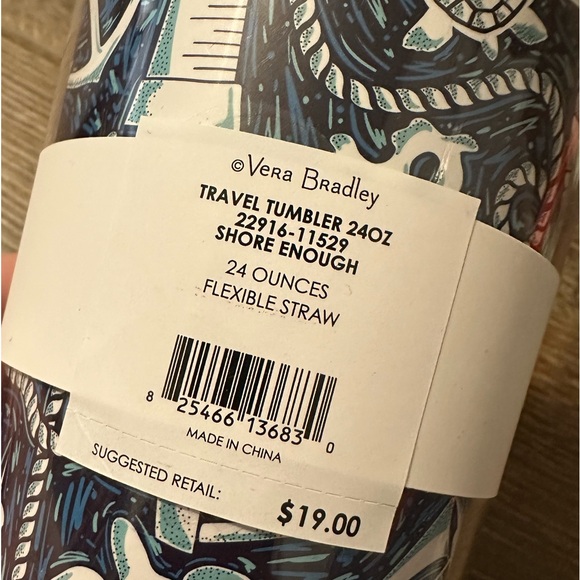 ©Vera Bradley
TRAVEL TUMBLER 24OZ
22916-11529
SHORE ENOUGH
24 OUNCES
FLEXIBLE STRAW
8 25466 13683 0
MADE IN CHINA
SUGGESTED RETAIL: $19.00